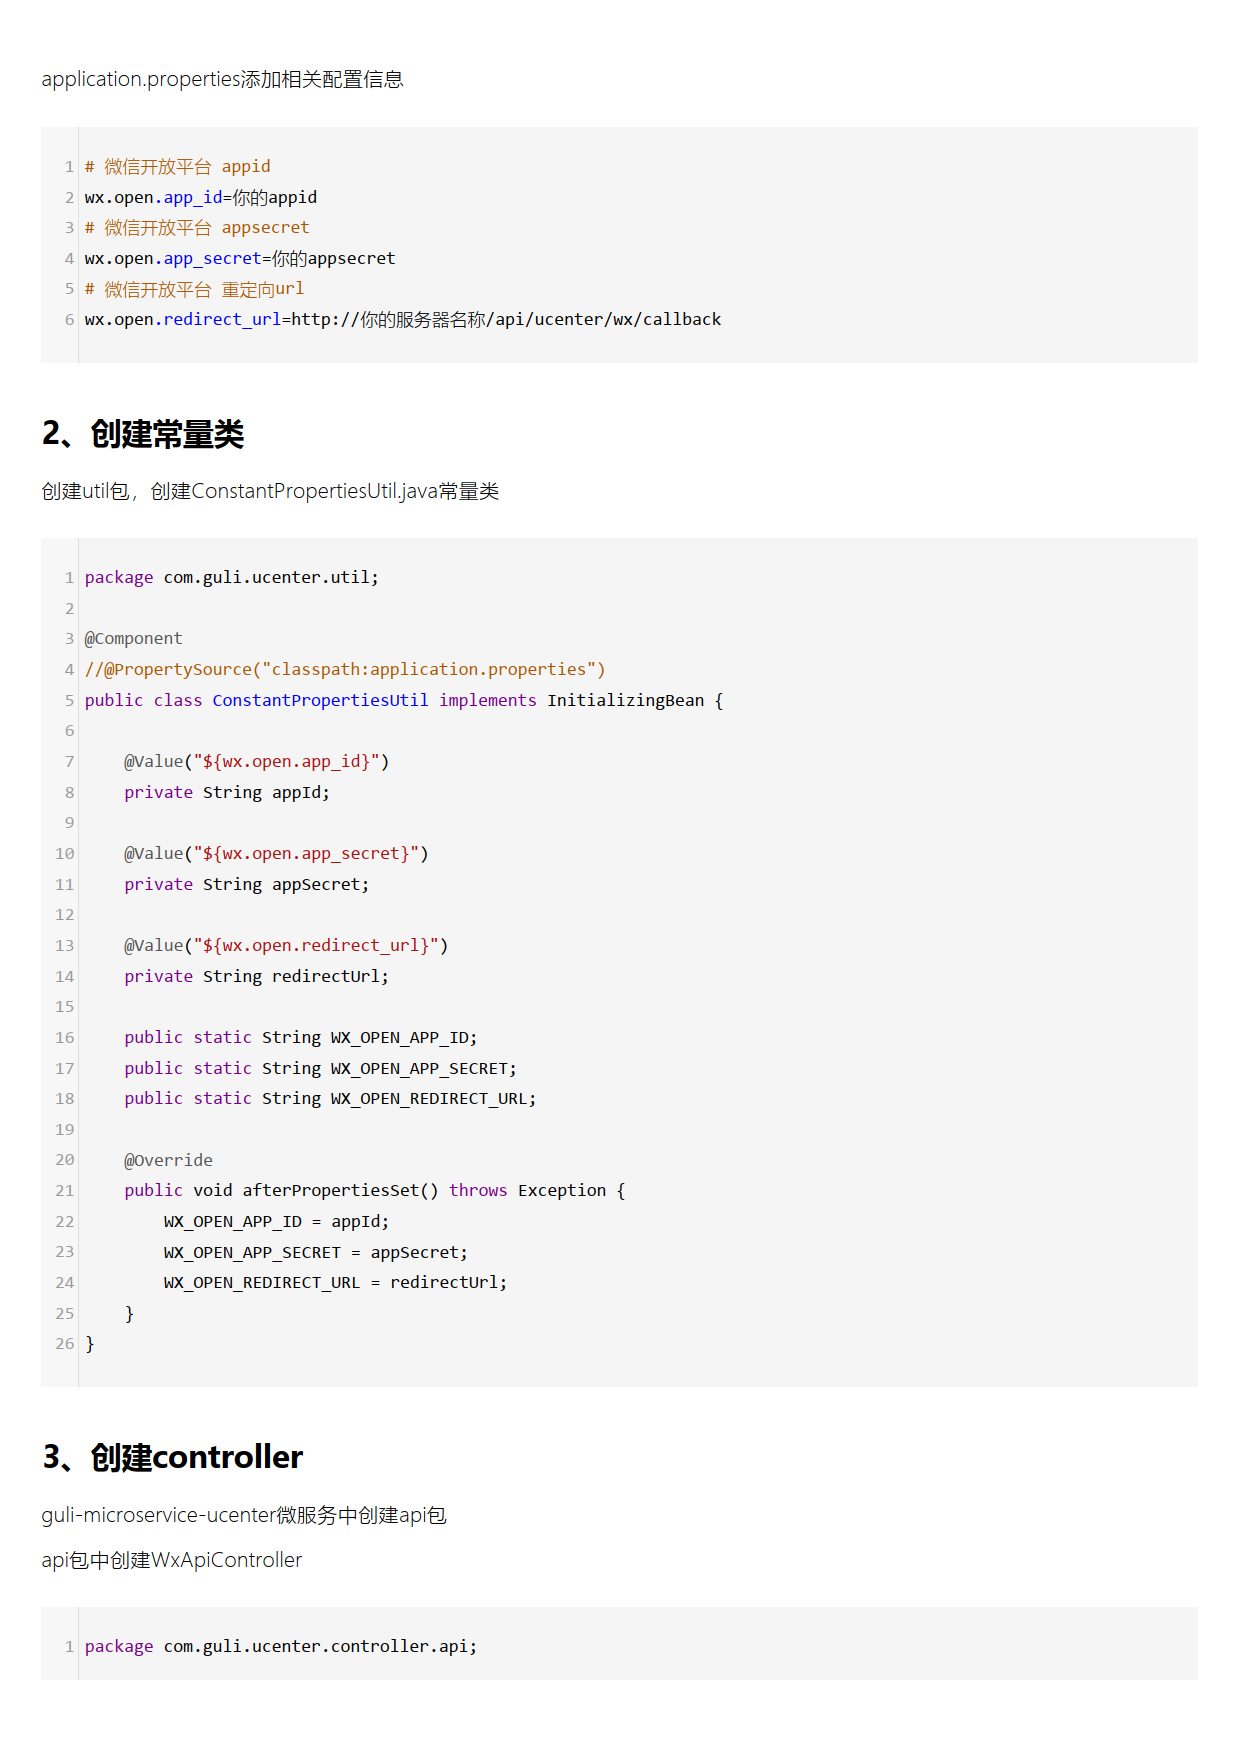 application.properties添加相关配置信息
1 # 微信开放平台 appid
2 wx.open.app_id=你的appid
3 # 微信开放平台 appsecret
4 wx.open.app_secret=你的appsecret
5 # 微信开放平台 重定向url
6 wx.open.redirect_url=http://你的服务器名称/api/ucenter/wx/callback
2、创建常量类
创建util包，创建ConstantPropertiesUtil.java常量类
1 package com.guli.ucenter.util;
2
3 @Component
4 //@PropertySource("classpath:application.properties")
5 public class ConstantPropertiesUtil implements InitializingBean {
6
7     @Value("${wx.open.app_id}")
8     private String appId;
9
10     @Value("${wx.open.app_secret}")
11     private String appSecret;
12
13     @Value("${wx.open.redirect_url}")
14     private String redirectUrl;
15
16     public static String WX_OPEN_APP_ID;
17     public static String WX_OPEN_APP_SECRET;
18     public static String WX_OPEN_REDIRECT_URL;
19
20     @Override
21     public void afterPropertiesSet() throws Exception {
22         WX_OPEN_APP_ID = appId;
23         WX_OPEN_APP_SECRET = appSecret;
24         WX_OPEN_REDIRECT_URL = redirectUrl;
25     }
26 }
3、创建controller
guli-microservice-ucenter微服务中创建api包
api包中创建WxApiController
1 package com.guli.ucenter.controller.api;